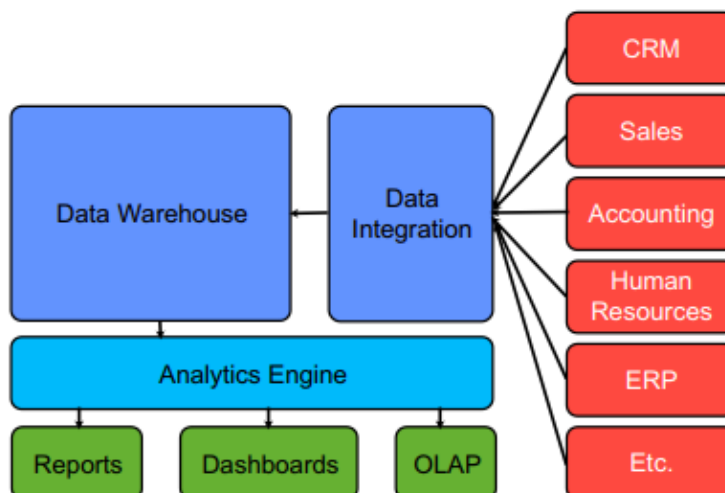 CRM
Sales
Data Warehouse
Data
Integration
Accounting
Human
Resources
Analytics Engine
ERP
Reports
Dashboards
OLAP
Etc.